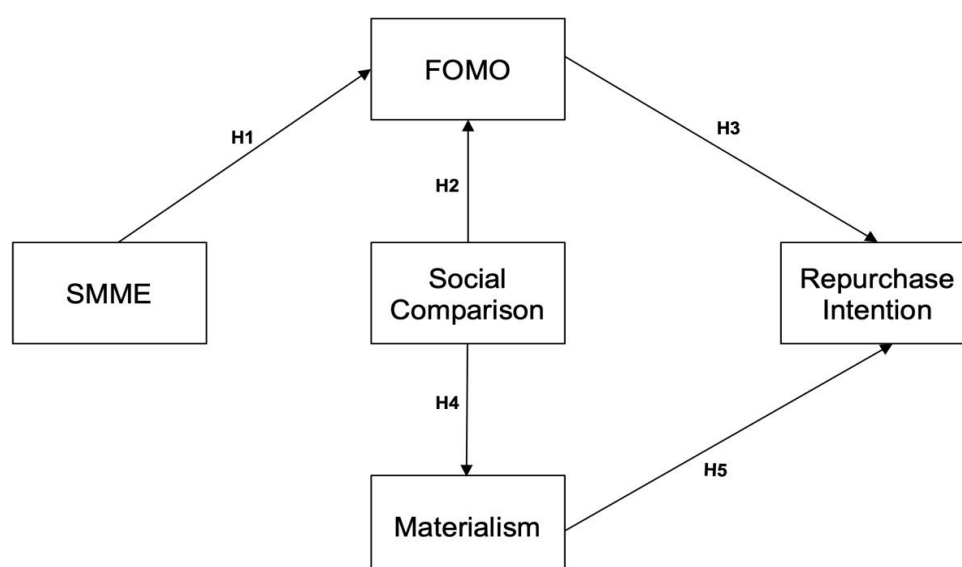 FOMO
H1
H3
H2
SMME
Social
Comparison
Repurchase
Intention
H4
H5
Materialism